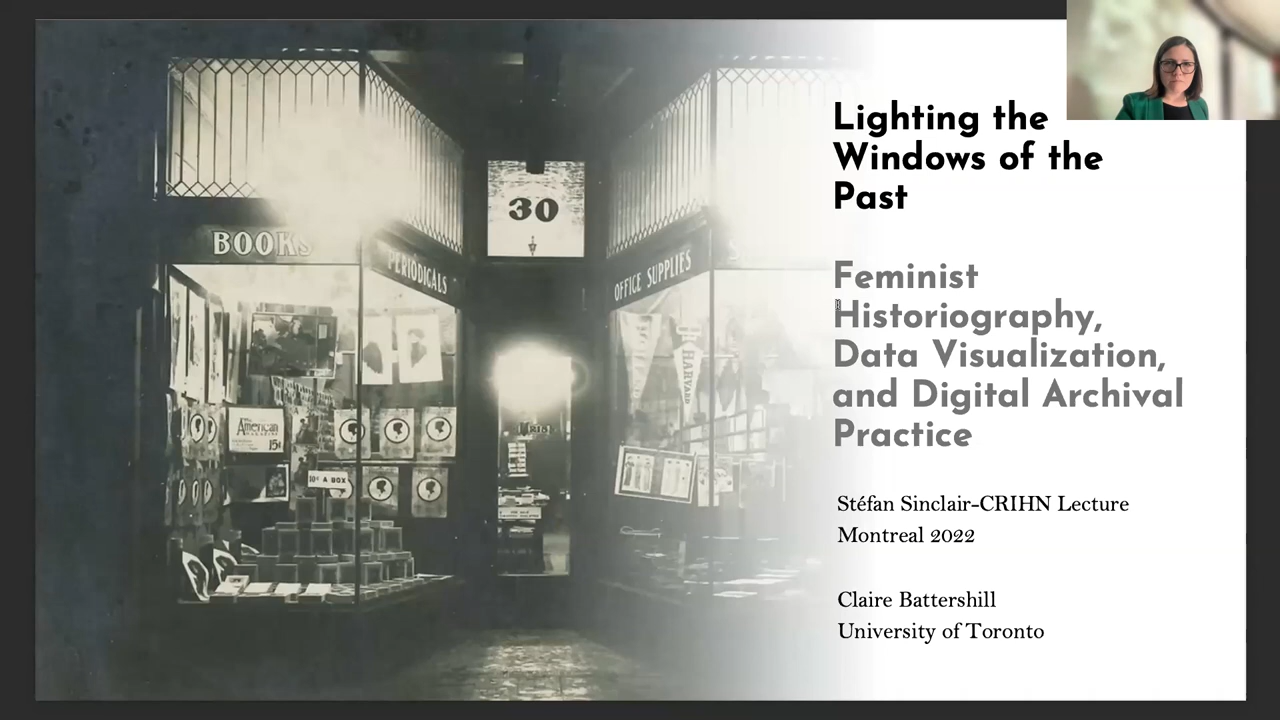 Lighting the
Windows of the
Past
Feminist
Historiography,
Data Visualization,
and Digital Archival
Practice
Stéfan Sinclair-CRIHN Lecture
Montreal 2022
Claire Battershill
University of Toronto
BOOKS
PERIODICALS
30
OFFICE SUPPLIES
HARVARD
American
15¢
10¢ A BOX